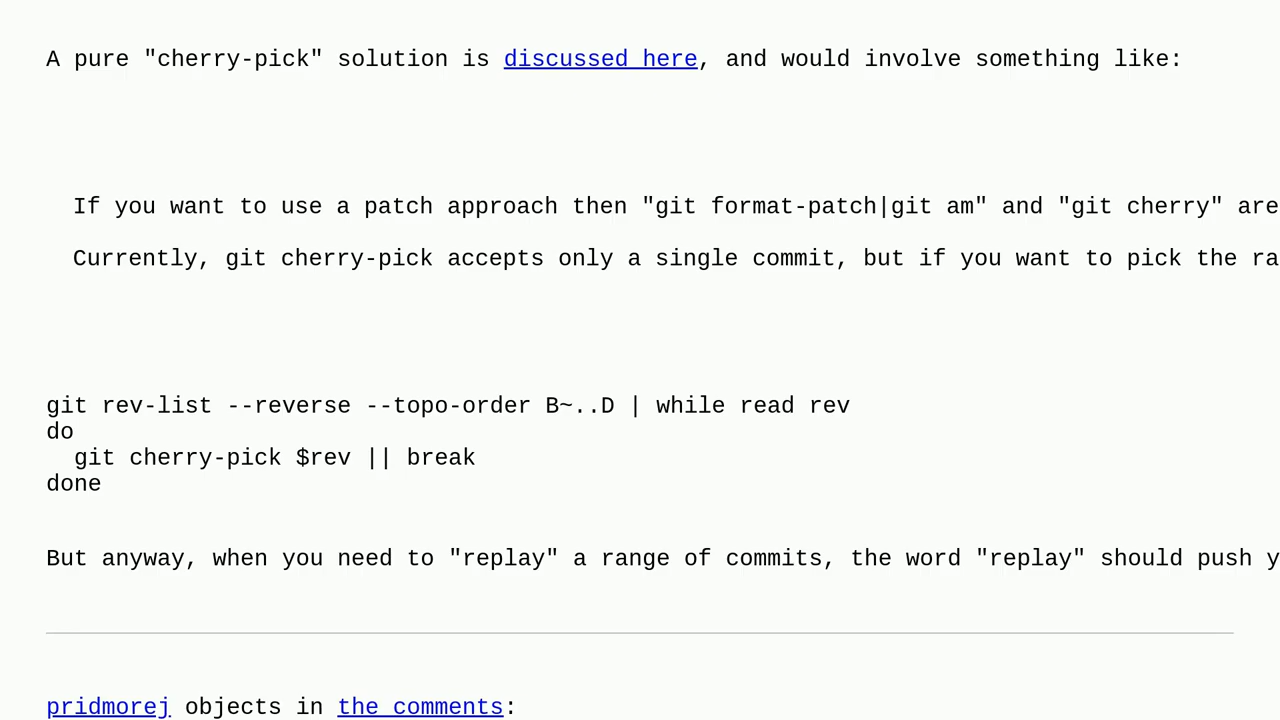 A pure "cherry-pick" solution is discussed here, and would involve something like:
If you want to use a patch approach then "git format-patch|git am" and "git cherry" are
Currently, git cherry-pick accepts only a single commit, but if you want to pick the ra
git rev-list --reverse --topo-order B~..D | while read rev
do
  git cherry-pick $rev || break
done
But anyway, when you need to "replay" a range of commits, the word "replay" should push y
pridmorej objects in the comments: